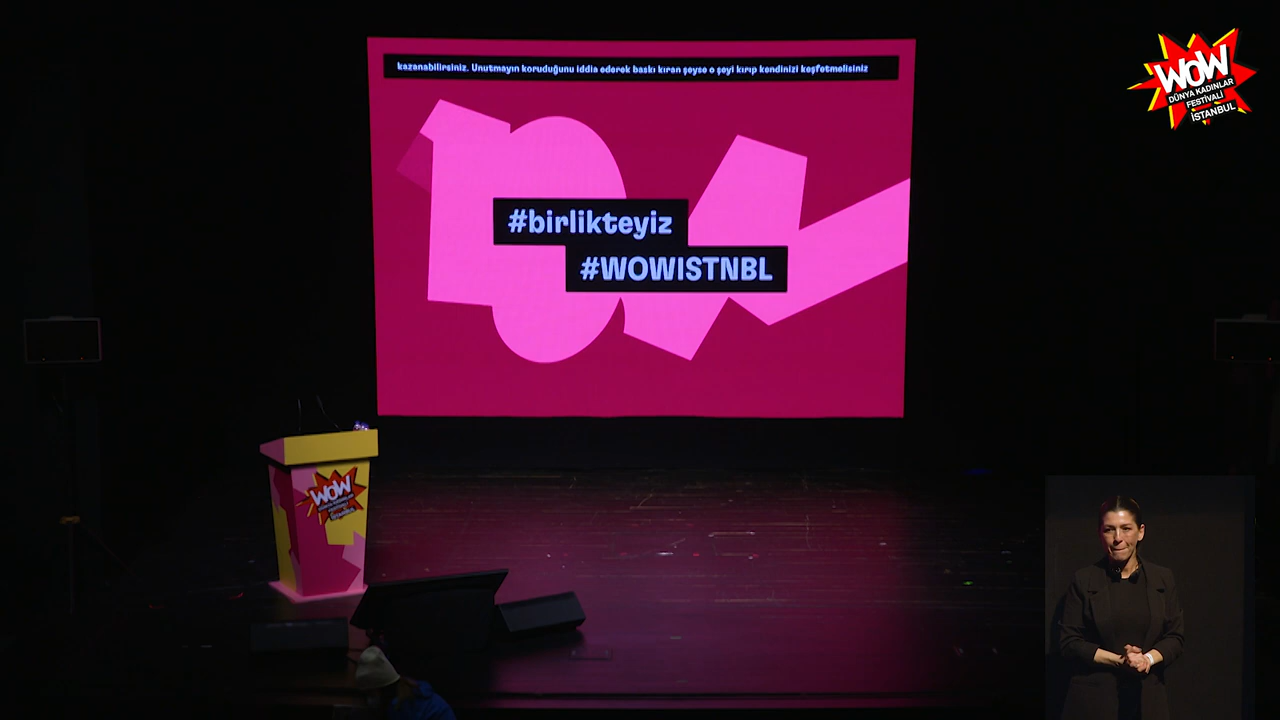 kazanabilirsiniz. Unutmayın koruduğunu iddia ederek baskı kıran şeyse o şeyi kırıp kendinizi keşfetmelisiniz
#birlikteyiz
#WOWISTNBL
WOW
DÜNYA KADINLAR
FESTİVALİ
İSTANBUL
WOW